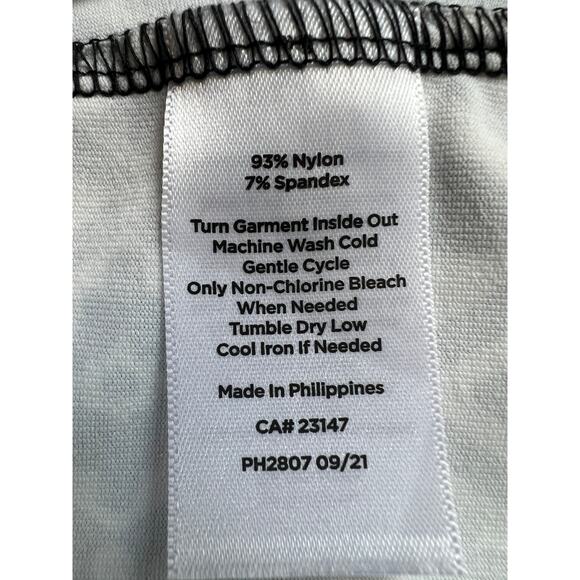 93% Nylon
7% Spandex
Turn Garment Inside Out
Machine Wash Cold
Gentle Cycle
Only Non-Chlorine Bleach
When Needed
Tumble Dry Low
Cool Iron If Needed
Made In Philippines
CA# 23147
PH2807 09/21